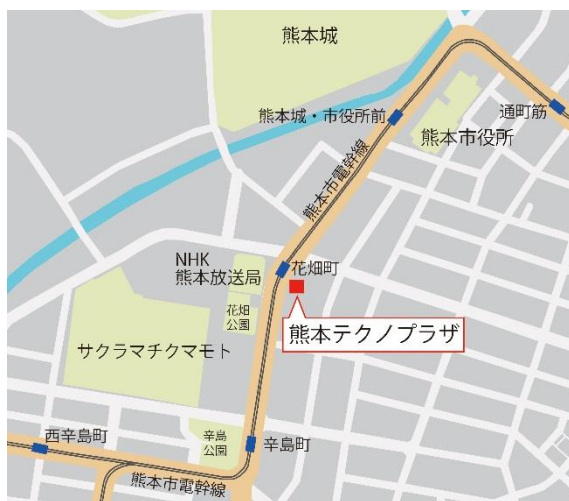 熊本城
熊本城・市役所前
通町筋
熊本市役所
熊本市電幹線
NHK
熊本放送局
花畑町
花畑
公園
熊本テクノプラザ
サクラマチクマモト
西辛島町
辛島
公園
辛島町
熊本市電幹線